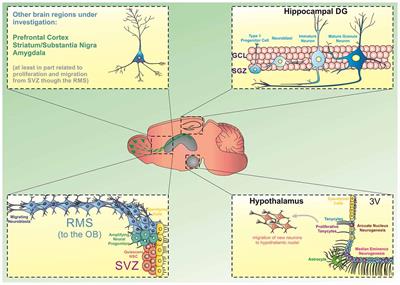 Other brain regions under
investigation:
Prefrontal Cortex
Striatum/Substantia Nigra
Amygdala
(at least in part related to
proliferation and migration
from SVZ though the RMS)
Hippocampal DG
Type 1
Progenitor Cell
Neuroblast
Immature
Neuron
Mature Granule
Neuron
GCL
SGZ
Migrating
Neuroblast
RMS
(to the OB)
Amplifying
Neural
Progenitor
Quiescent
NSC
SVZ
Hypothalamus
3V
migration of new neurons
to hypothalamic nuclei
Tanycytes
Proliferative
Tanycytes
Arcuate Nucleus
Neurogenesis
Astrocyte
Median Eminence
Neurogenesis